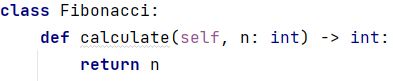 class Fibonacci:
    def calculate(self, n: int) -> int:
        return n